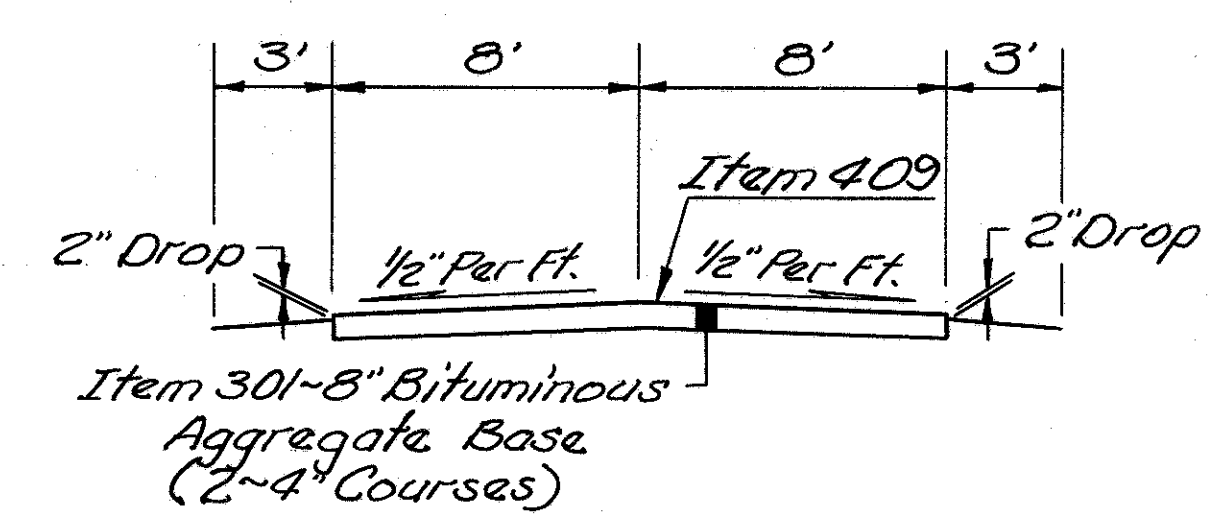 3' 8' 8' 3'
Item 409
2" Drop 1/2" Per Ft. 1/2" Per Ft. 2" Drop
Item 301~8" Bituminous
Aggregate Base
(2~4" Courses)